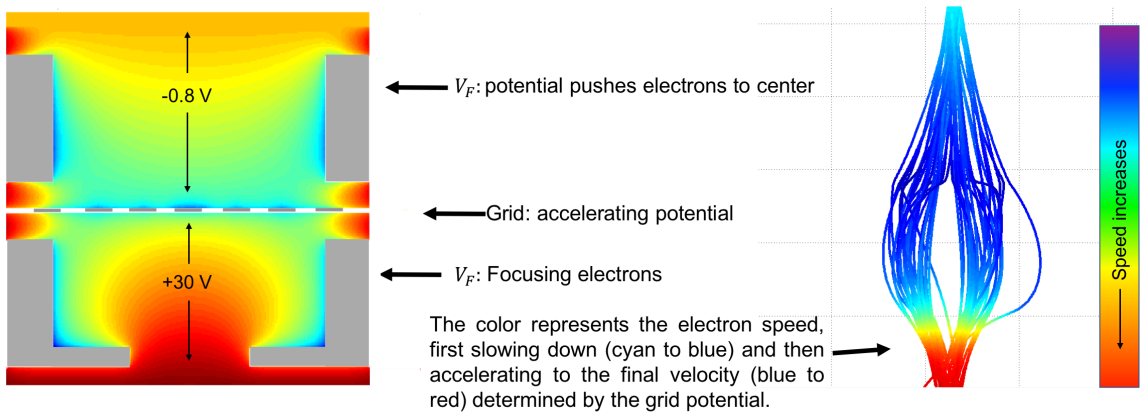 -0.8 V
V_F: potential pushes electrons to center
Grid: accelerating potential
+30 V
V_F: Focusing electrons
The color represents the electron speed,
first slowing down (cyan to blue) and then
accelerating to the final velocity (blue to
red) determined by the grid potential.
Speed increases